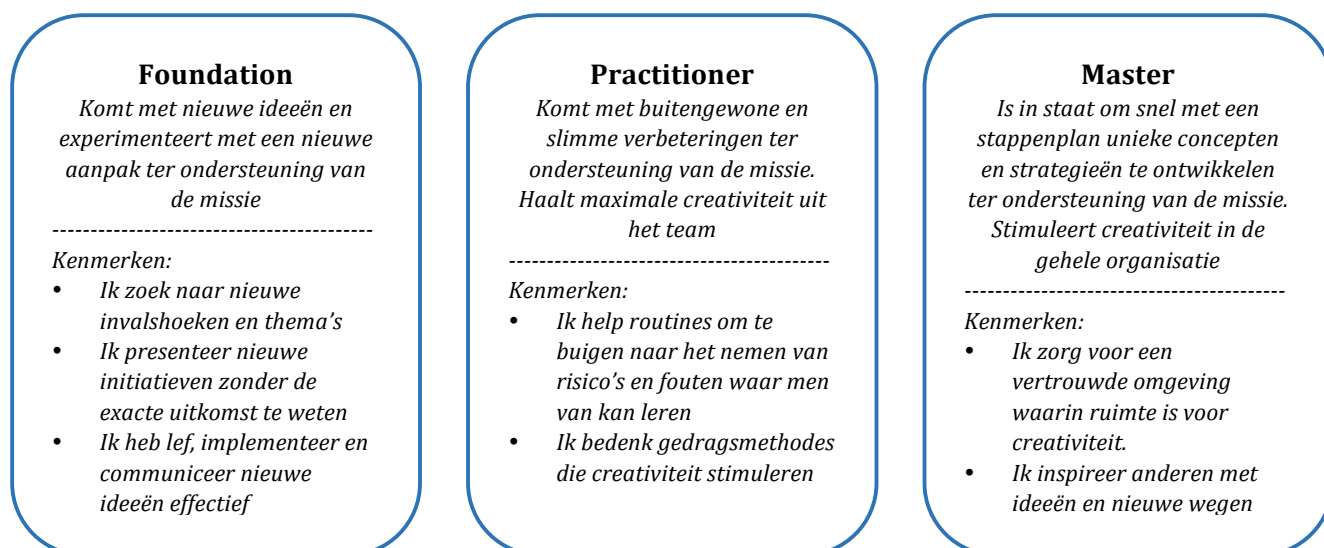 Foundation
Komt met nieuwe ideeën en
experimenteert met een nieuwe
aanpak ter ondersteuning van
de missie
------------------------------------------
Kenmerken:
• Ik zoek naar nieuwe
invalshoeken en thema’s
• Ik presenteer nieuwe
initiatieven zonder de
exacte uitkomst te weten
• Ik heb lef, implementeer en
communiceer nieuwe
ideeën effectief
Practitioner
Komt met buitengewone en
slimme verbeteringen ter
ondersteuning van de missie.
Haalt maximale creativiteit uit
het team
------------------------------------------
Kenmerken:
• Ik help routines om te
buigen naar het nemen van
risico’s en fouten waar men
van kan leren
• Ik bedenk gedragsmethodes
die creativiteit stimuleren
Master
Is in staat om snel met een
stappenplan unieke concepten
en strategieën te ontwikkelen
ter ondersteuning van de missie.
Stimuleert creativiteit in de
gehele organisatie
------------------------------------------
Kenmerken:
• Ik zorg voor een
vertrouwde omgeving
waarin ruimte is voor
creativiteit.
• Ik inspireer anderen met
ideeën en nieuwe wegen